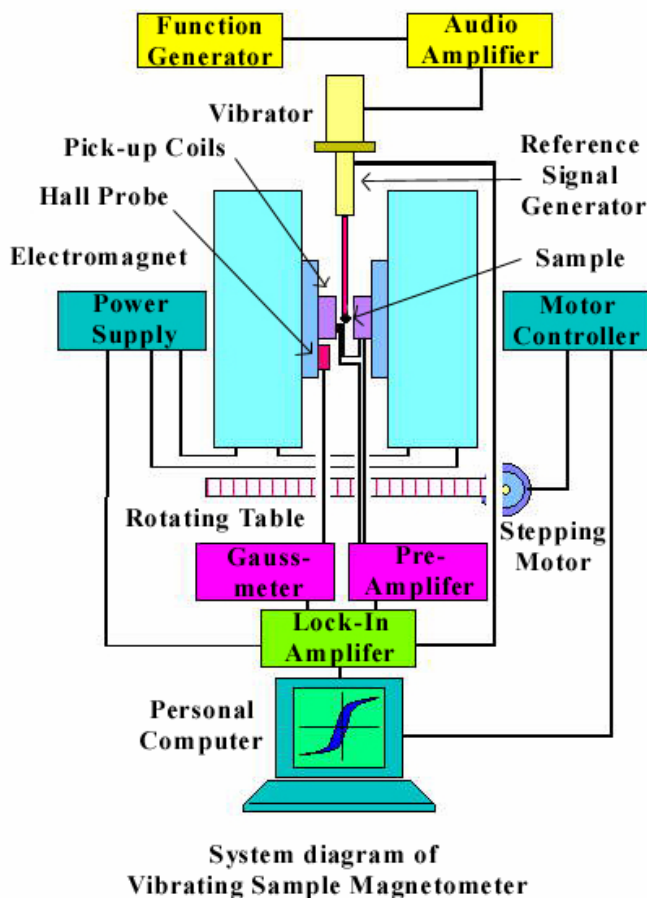 Function
Generator
Audio
Amplifier
Vibrator
Pick-up Coils
Hall Probe
Reference
Signal
Generator
Electromagnet
Sample
Power
Supply
Motor
Controller
Rotating Table
Stepping
Motor
Gauss-
meter
Pre-
Amplifer
Lock-In
Amplifer
Personal
Computer
System diagram of
Vibrating Sample Magnetometer